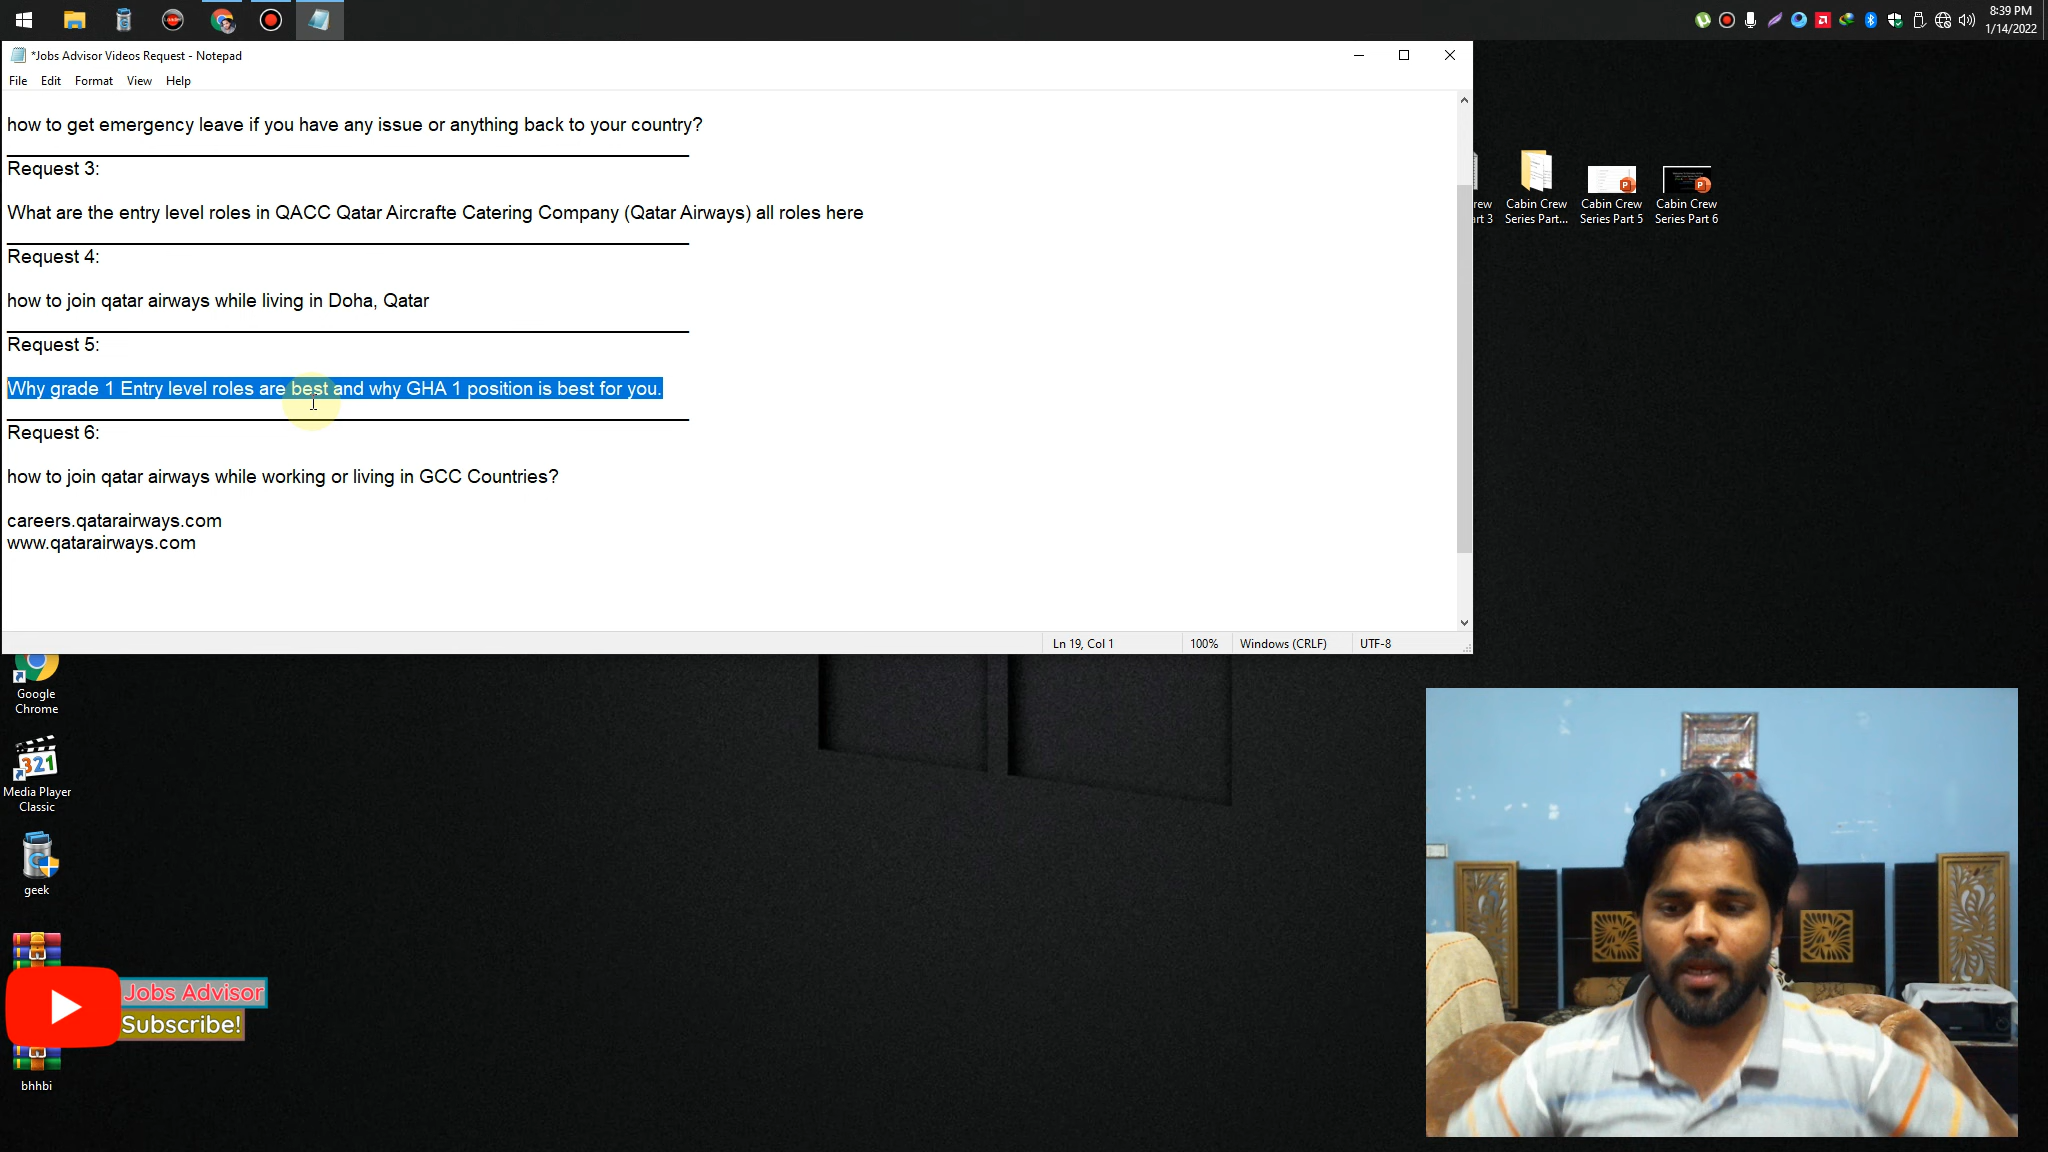 8:39 PM
1/14/2022
*Jobs Advisor Videos Request - Notepad
File Edit Format View Help
how to get emergency leave if you have any issue or anything back to your country?
Request 3:
What are the entry level roles in QACC Qatar Aircrafte Catering Company (Qatar Airways) all roles here
Request 4:
how to join qatar airways while living in Doha, Qatar
Request 5:
Why grade 1 Entry level roles are best and why GHA 1 position is best for you.
Request 6:
how to join qatar airways while working or living in GCC Countries?
careers.qatarairways.com
www.qatarairways.com
Ln 19, Col 1 100% Windows (CRLF) UTF-8
rew
rt 3
Cabin Crew
Series Part...
Cabin Crew
Series Part 5
Cabin Crew
Series Part 6
Google
Chrome
321
Media Player
Classic
geek
Jobs Advisor
Subscribe!
bhhbi